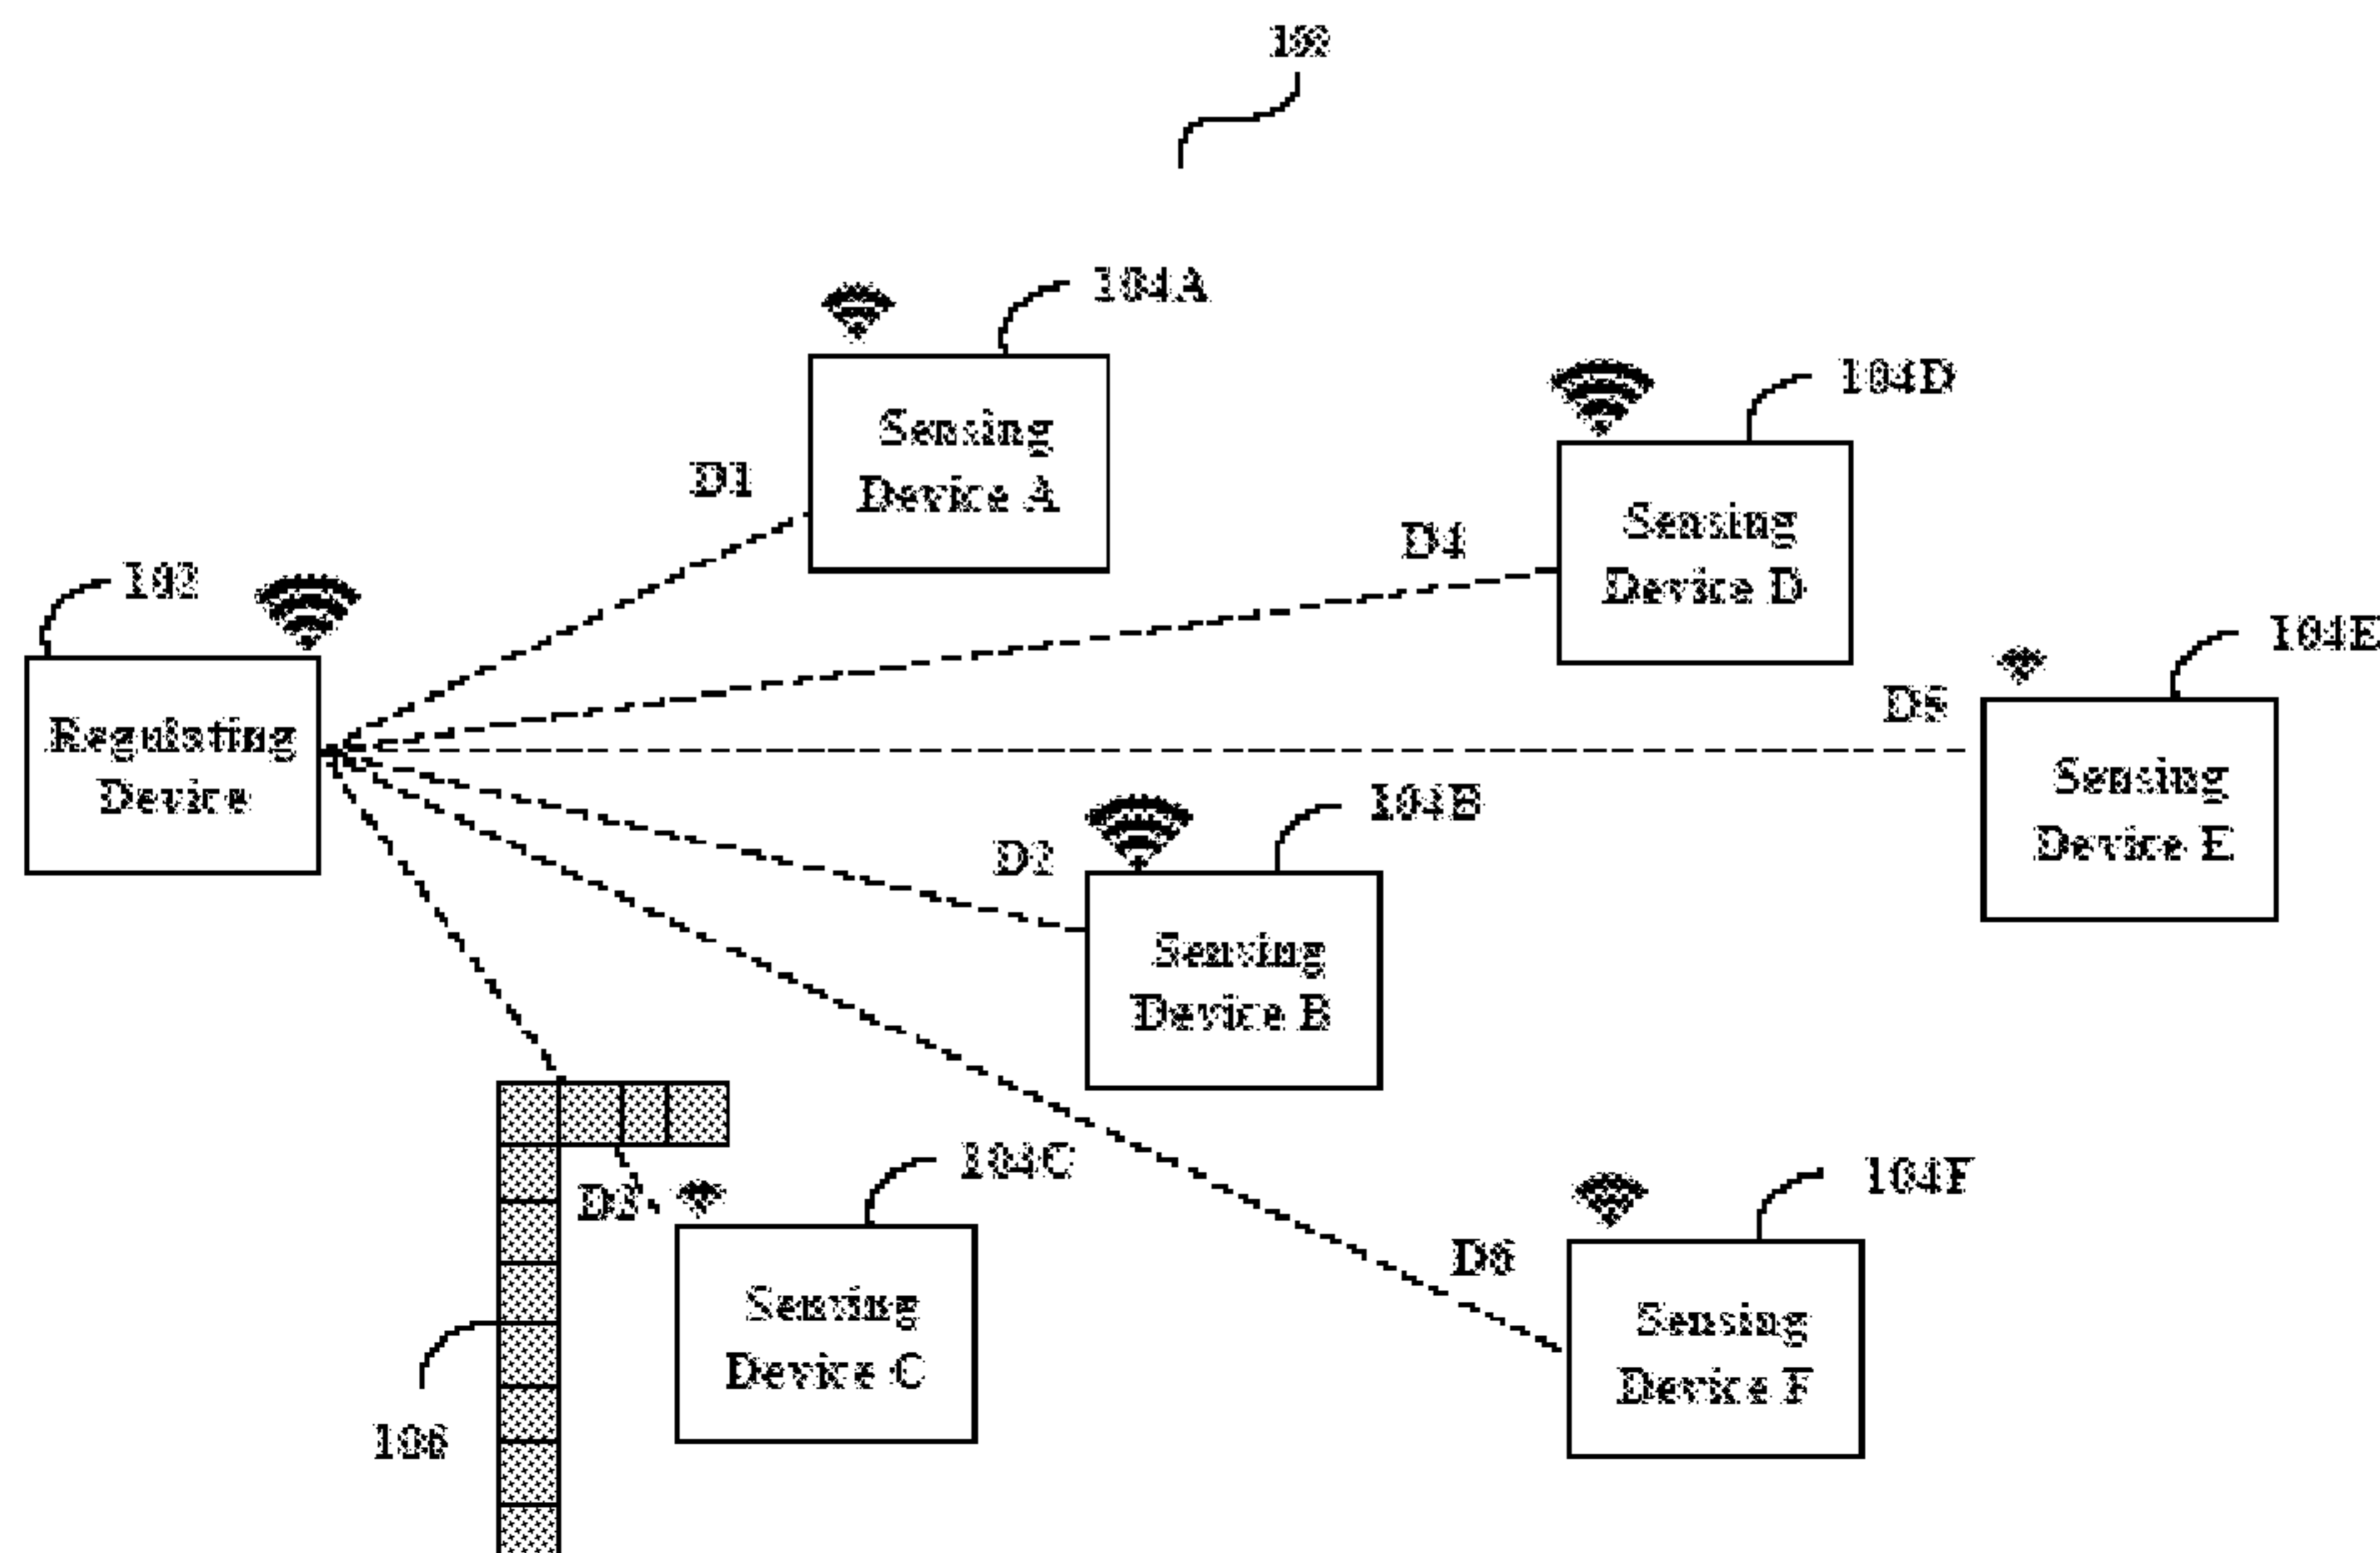 100
104A
104D
Sensing
Device A
D1
Sensing
Device D
D4
102
104E
Regulating
Device
D5
Sensing
Device E
104B
D2
Sensing
Device B
104C
104F
D3
D6
Sensing
Device C
Sensing
Device F
106